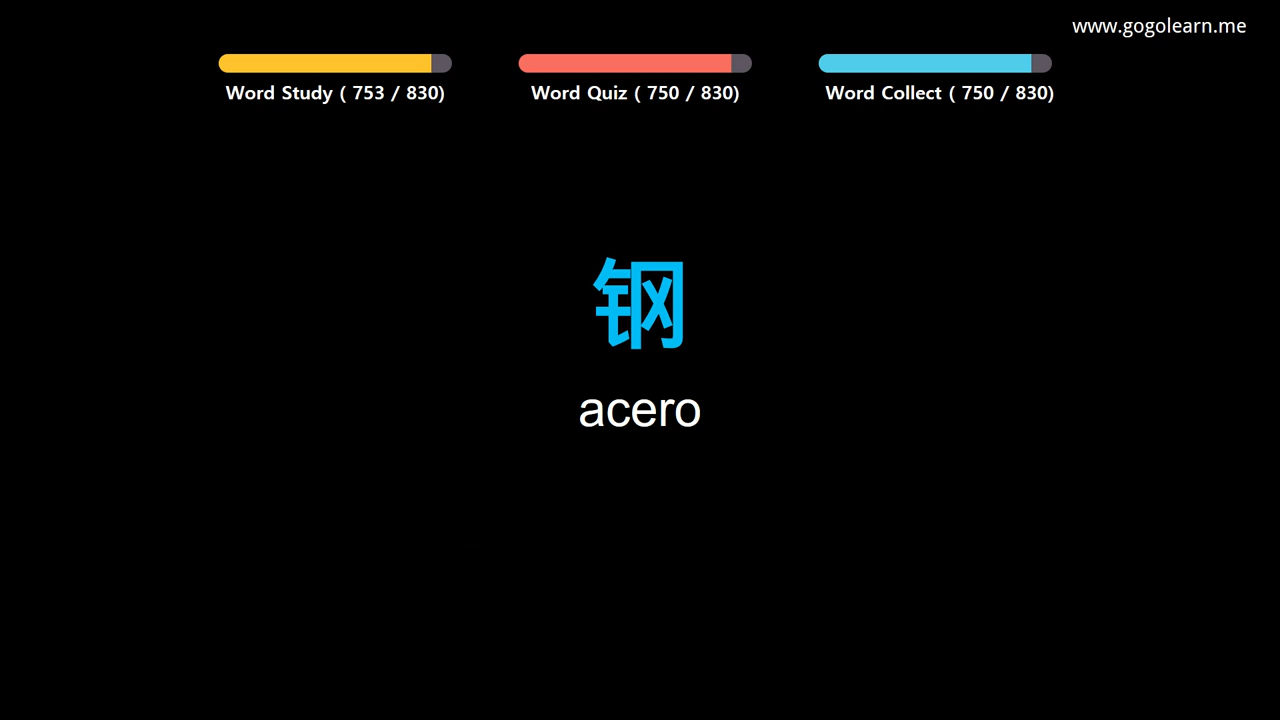 www.gogolearn.me
Word Study ( 753 / 830)
Word Quiz ( 750 / 830)
Word Collect ( 750 / 830)
钢
acero